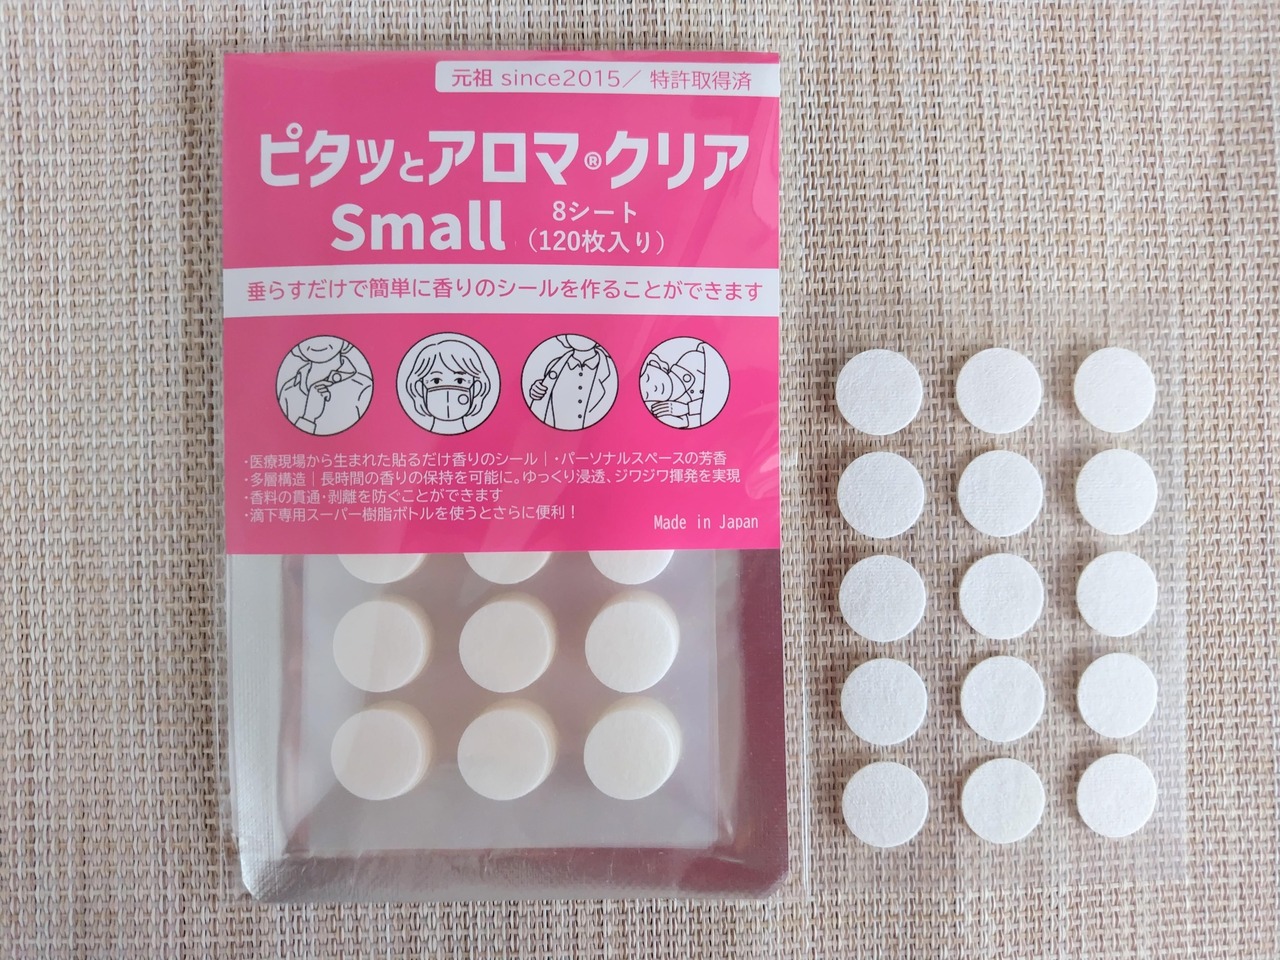 元祖 since2015／ 特許取得済
ピタッとアロマ®クリア
Small 8シート
（120枚入り）
垂らすだけで簡単に香りのシールを作ることができます
・医療現場から生まれた貼るだけ香りのシール｜・パーソナルスペースの芳香
・多層構造｜長時間の香りの保持を可能に。ゆっくり浸透、ジワジワ揮発を実現
・香料の貫通・剥離を防ぐことができます
・滴下専用スーパー樹脂ボトルを使うとさらに便利！
Made in Japan